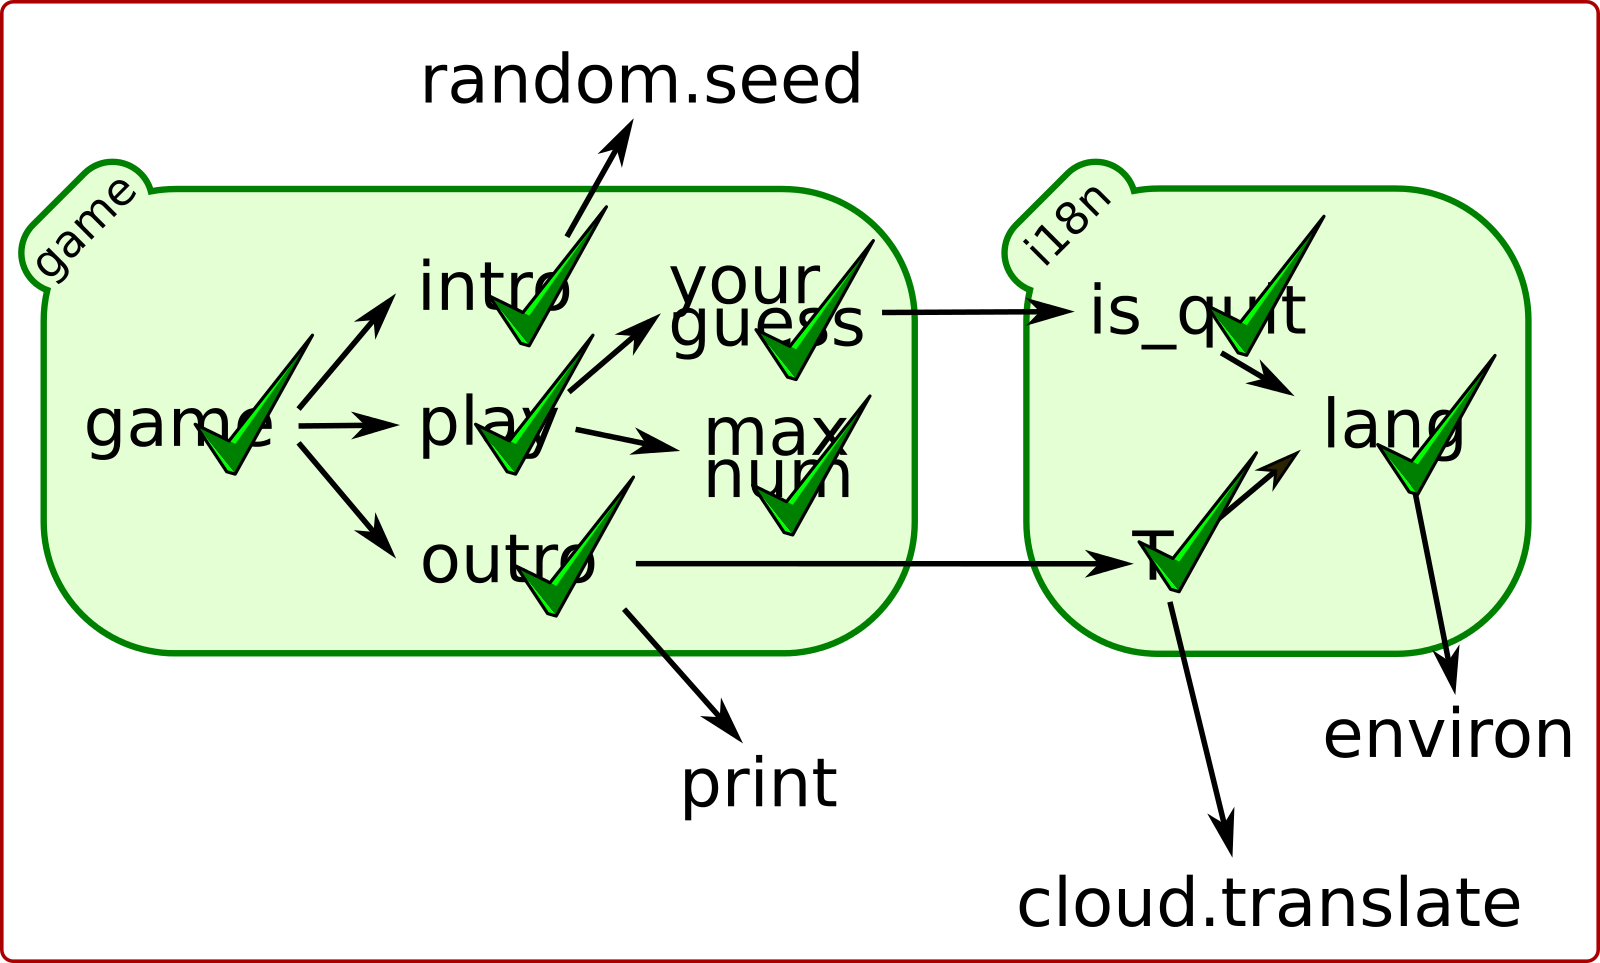 random.seed
game
i18n
intro
your
guess
is_quit
game
play
max
num
lang
outro
T
print
environ
cloud.translate